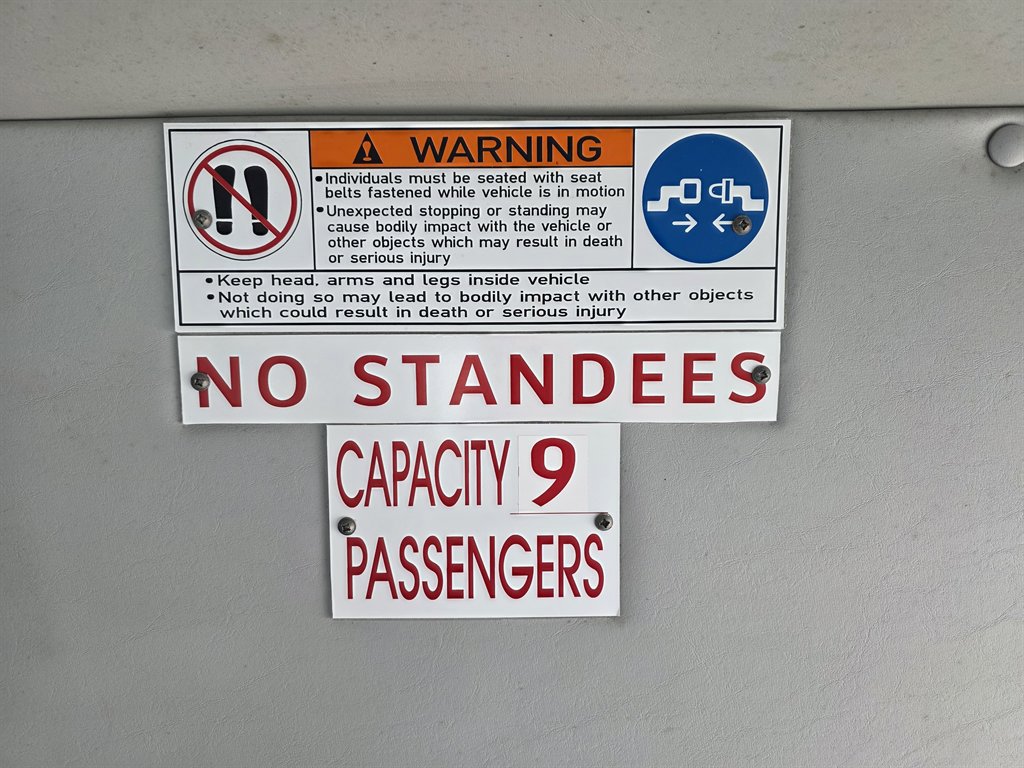 WARNING
•Individuals must be seated with seat
belts fastened while vehicle is in motion
•Unexpected stopping or standing may
cause bodily impact with the vehicle or
other objects which may result in death
or serious injury
•Keep head, arms and legs inside vehicle
•Not doing so may lead to bodily impact with other objects
which could result in death or serious injury
NO STANDEES
CAPACITY 9
PASSENGERS